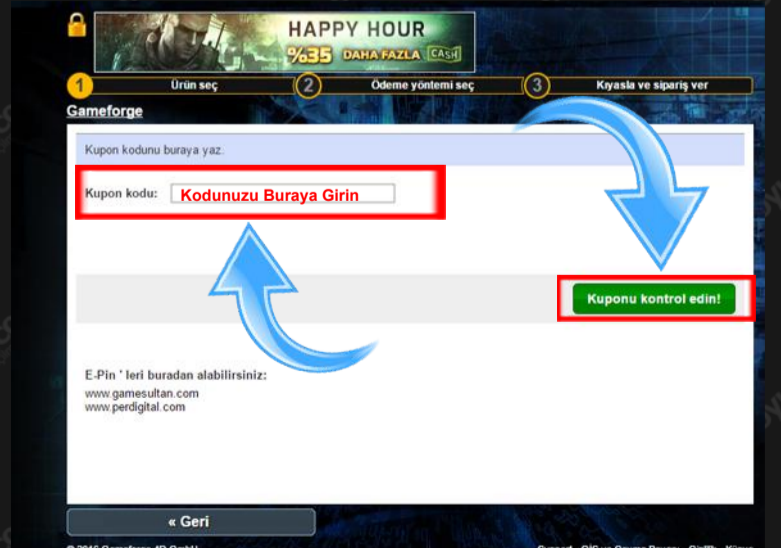 HAPPY HOUR
%35 DAHA FAZLA CASH
1 Ürün seç 2 Ödeme yöntemi seç 3 Kıyasla ve sipariş ver
Gameforge
Kupon kodunu buraya yaz.
Kupon kodu: Kodunuzu Buraya Girin
Kuponu kontrol edin!
E-Pin ' leri buradan alabilirsiniz:
www.gamesultan.com
www.perdigital.com
« Geri